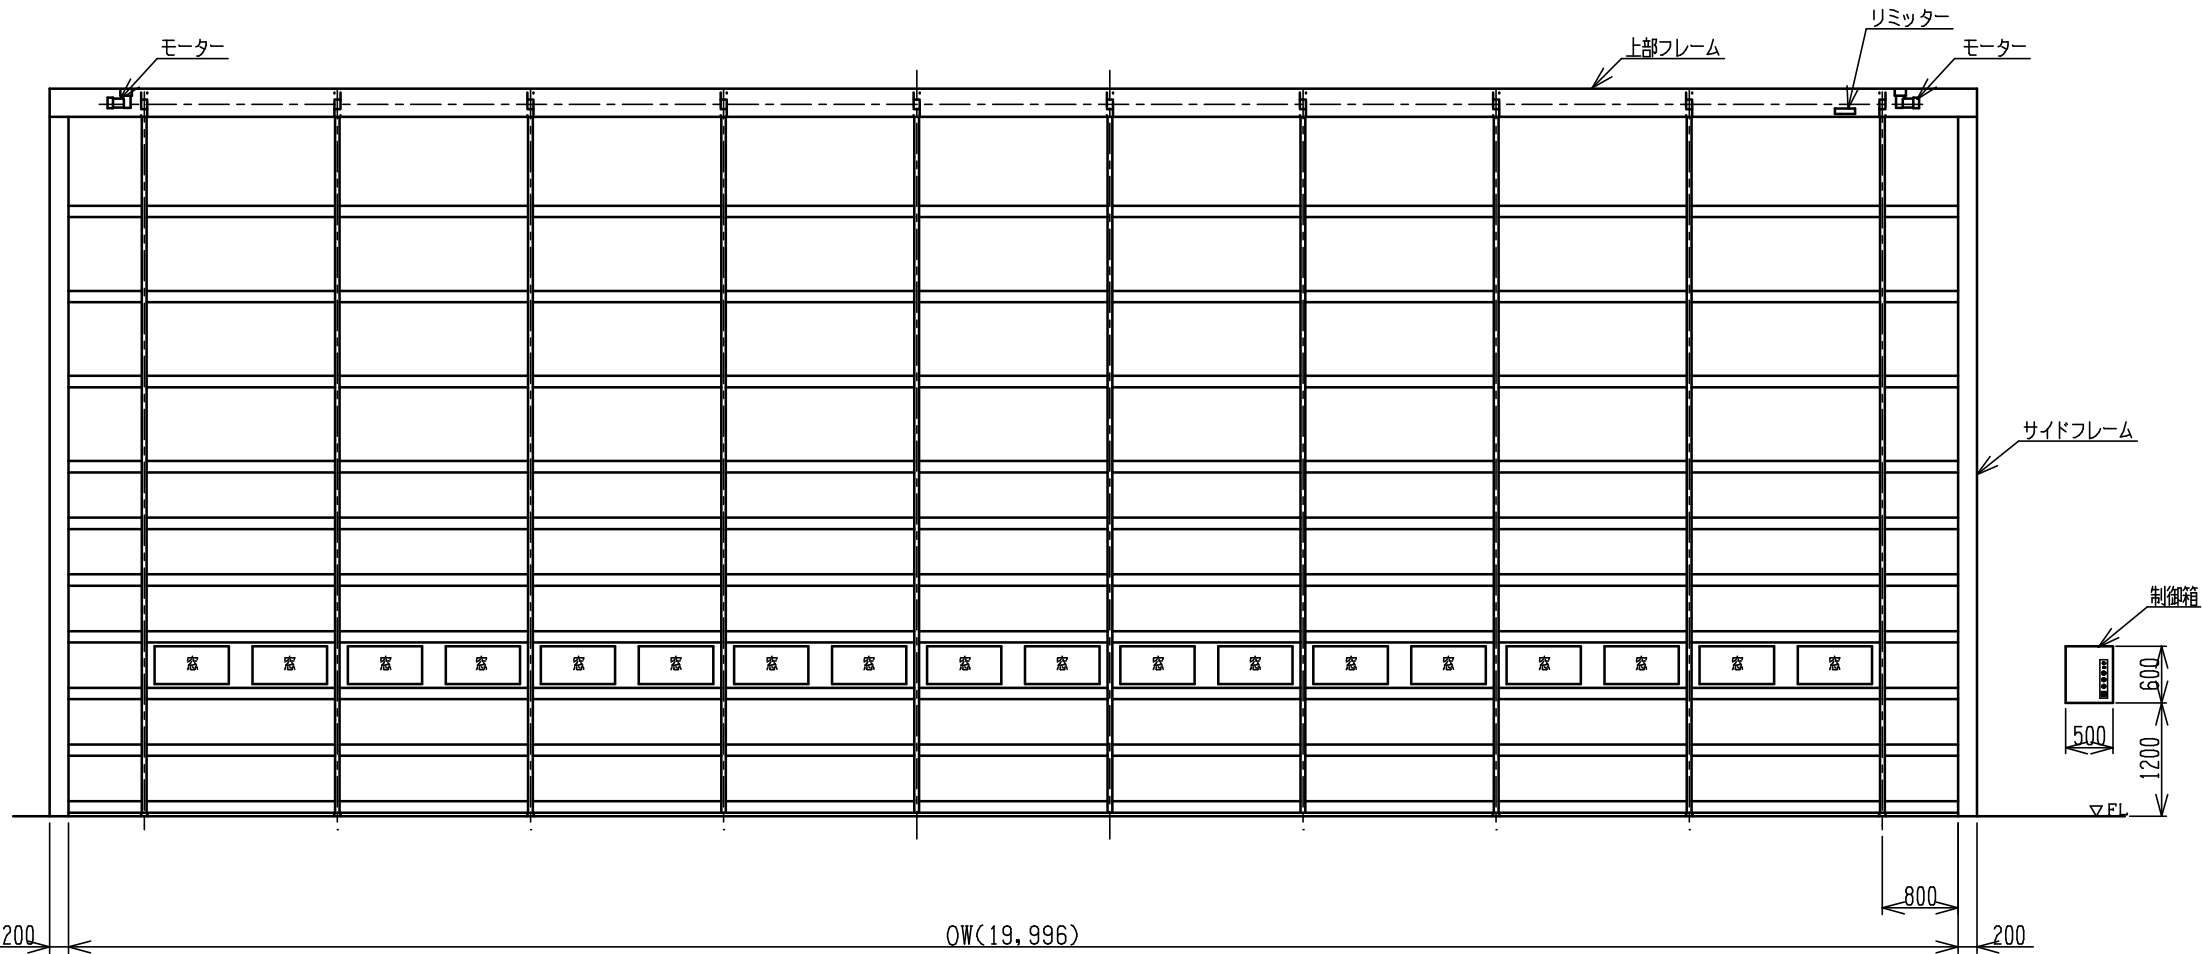 リミッター
モーター
上部フレーム
モーター
サイドフレーム
制御箱
窓 窓 窓 窓 窓 窓 窓 窓 窓 窓 窓 窓 窓 窓 窓 窓 窓 窓
600
500
1200
FL
800
200
OW(19,996)
200